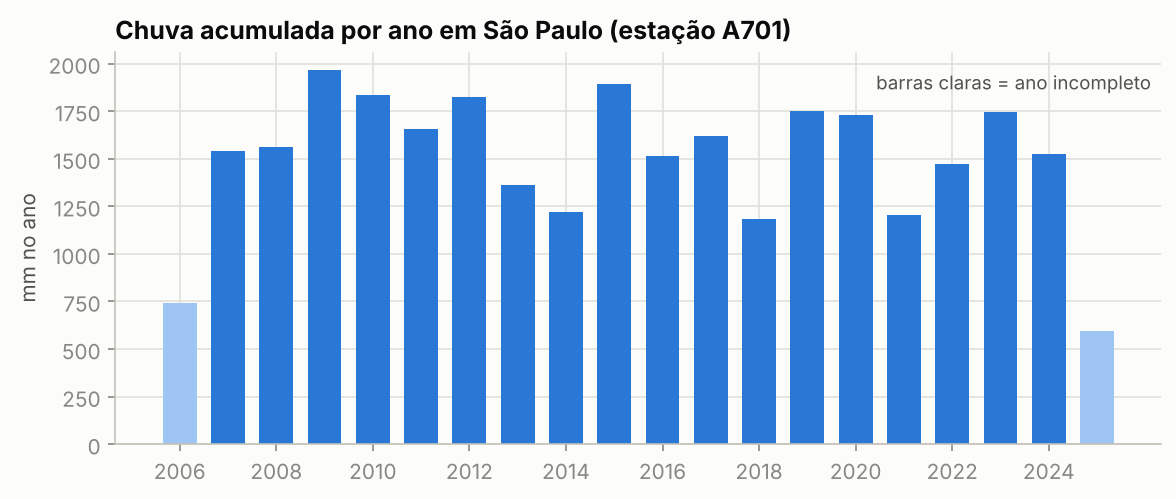 Chuva acumulada por ano em São Paulo (estação A701)
barras claras = ano incompleto
mm no ano
2000
1750
1500
1250
1000
750
500
250
0
2006 2008 2010 2012 2014 2016 2018 2020 2022 2024